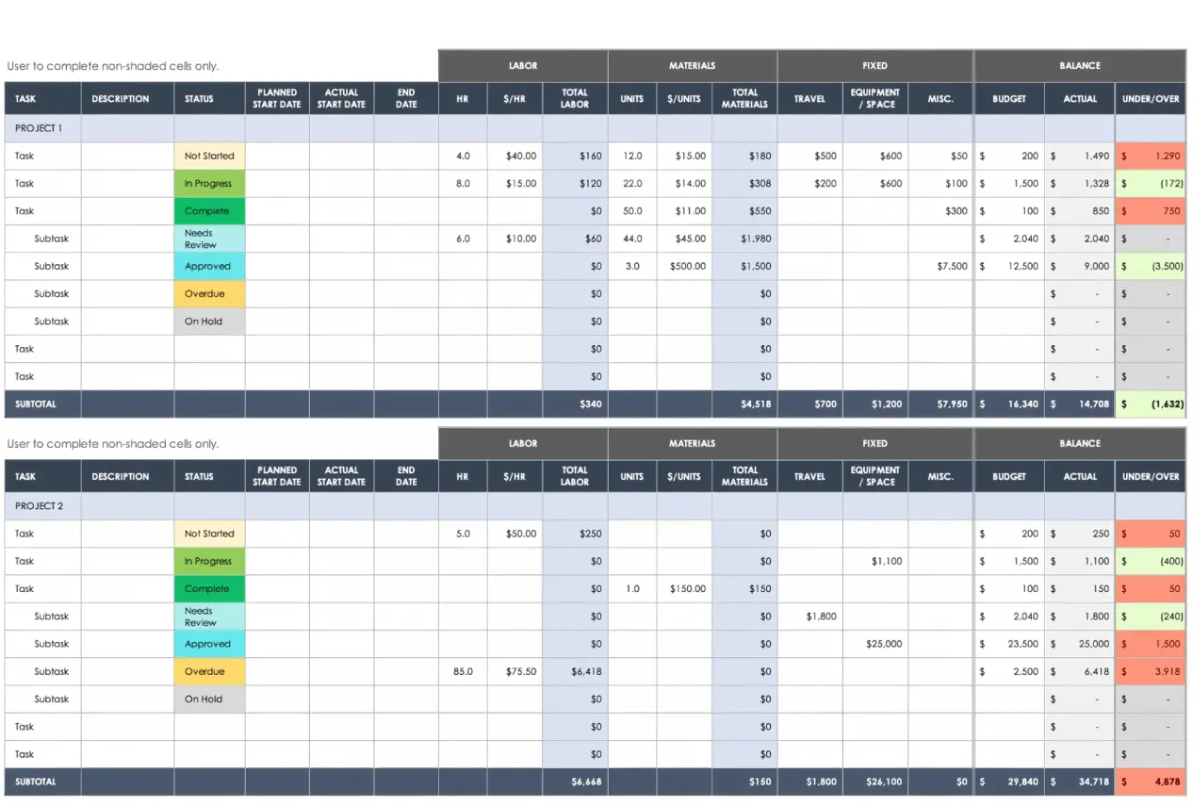 LABOR MATERIALS FIXED BALANCE
User to complete non-shaded cells only.
TASK DESCRIPTION STATUS PLANNED START DATE ACTUAL START DATE END DATE HR $/HR TOTAL LABOR UNITS $/UNITS TOTAL MATERIALS TRAVEL EQUIPMENT / SPACE MISC. BUDGET ACTUAL UNDER/OVER
PROJECT 1
Task Not Started 4.0 $40.00 $160 12.0 $15.00 $180 $500 $600 $50 $ 200 $ 1,490 $ 1,290
Task In Progress 8.0 $15.00 $120 22.0 $14.00 $308 $200 $600 $100 $ 1,500 $ 1,328 $ (172)
Task Complete $0 50.0 $11.00 $550 $300 $ 100 $ 850 $ 750
Subtask Needs Review 6.0 $10.00 $60 44.0 $45.00 $1,980 $ 2,040 $ 2,040 $ -
Subtask Approved $0 3.0 $500.00 $1,500 $7,500 $ 12,500 $ 9,000 $ (3,500)
Subtask Overdue $0 $0 $ - $ -
Subtask On Hold $0 $0 $ - $ -
Task $0 $0 $ - $ -
Task $0 $0 $ - $ -
SUBTOTAL $340 $4,518 $700 $1,200 $7,950 $ 16,340 $ 14,708 $ (1,632)
LABOR MATERIALS FIXED BALANCE
User to complete non-shaded cells only.
TASK DESCRIPTION STATUS PLANNED START DATE ACTUAL START DATE END DATE HR $/HR TOTAL LABOR UNITS $/UNITS TOTAL MATERIALS TRAVEL EQUIPMENT / SPACE MISC. BUDGET ACTUAL UNDER/OVER
PROJECT 2
Task Not Started 5.0 $50.00 $250 $0 $ 200 $ 250 $ 50
Task In Progress $0 $0 $1,100 $ 1,500 $ 1,100 $ (400)
Task Complete $0 1.0 $150.00 $150 $ 100 $ 150 $ 50
Subtask Needs Review $0 $0 $1,800 $ 2,040 $ 1,800 $ (240)
Subtask Approved $0 $0 $25,000 $ 23,500 $ 25,000 $ 1,500
Subtask Overdue 85.0 $75.50 $6,418 $0 $ 2,500 $ 6,418 $ 3,918
Subtask On Hold $0 $0 $ - $ -
Task $0 $0 $ - $ -
Task $0 $0 $ - $ -
SUBTOTAL $6,668 $150 $1,800 $26,100 $0 $ 29,840 $ 34,718 $ 4,878